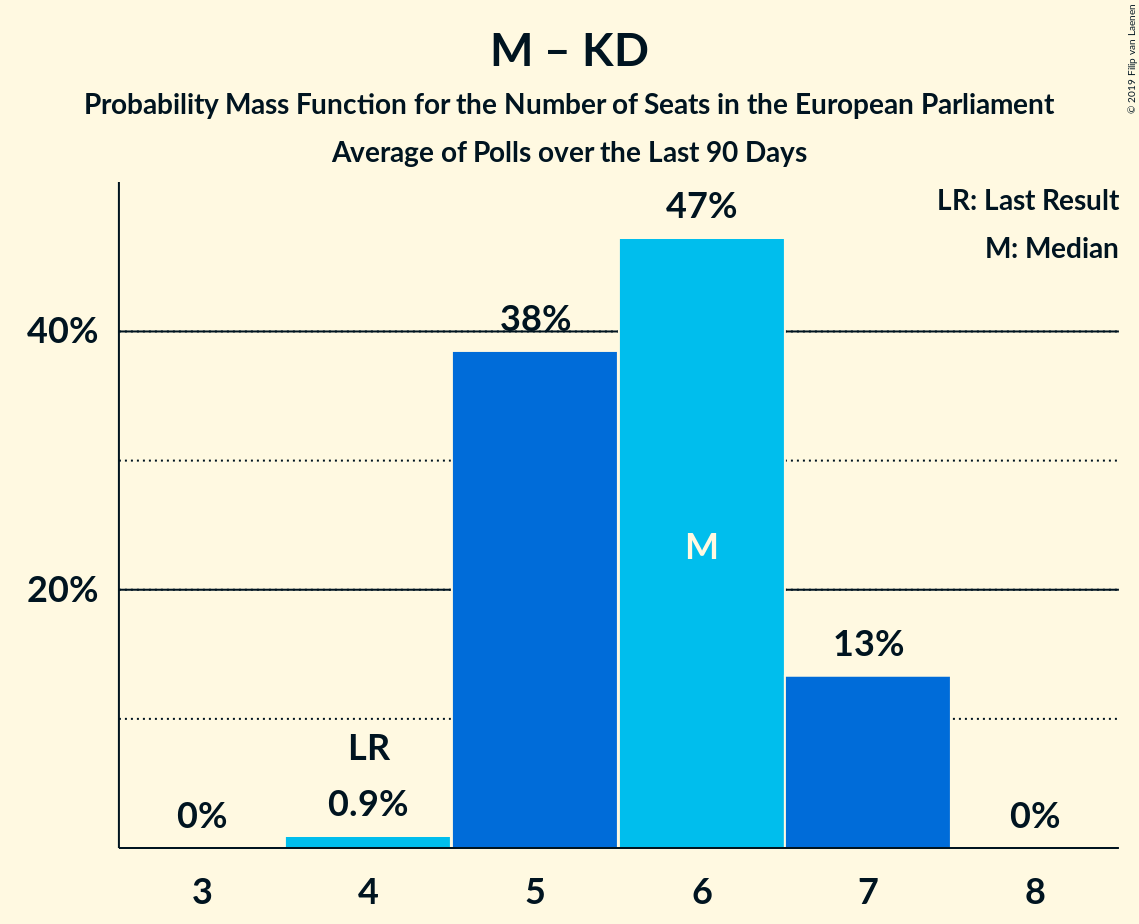 M – KD
Probability Mass Function for the Number of Seats in the European Parliament
Average of Polls over the Last 90 Days
© 2019 Filip van Laenen
LR: Last Result
M: Median
47%
38%
40%
M
20%
13%
LR
0.9%
0%
0%
3 4 5 6 7 8